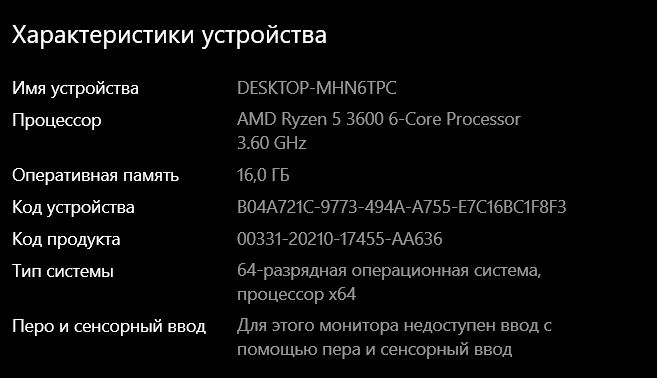 Характеристики устройства
Имя устройства DESKTOP-MHN6TPC
Процессор AMD Ryzen 5 3600 6-Core Processor
3.60 GHz
Оперативная память 16,0 ГБ
Код устройства B04A721C-9773-494A-A755-E7C16BC1F8F3
Код продукта 00331-20210-17455-AA636
Тип системы 64-разрядная операционная система,
процессор x64
Перо и сенсорный ввод Для этого монитора недоступен ввод с
помощью пера и сенсорный ввод